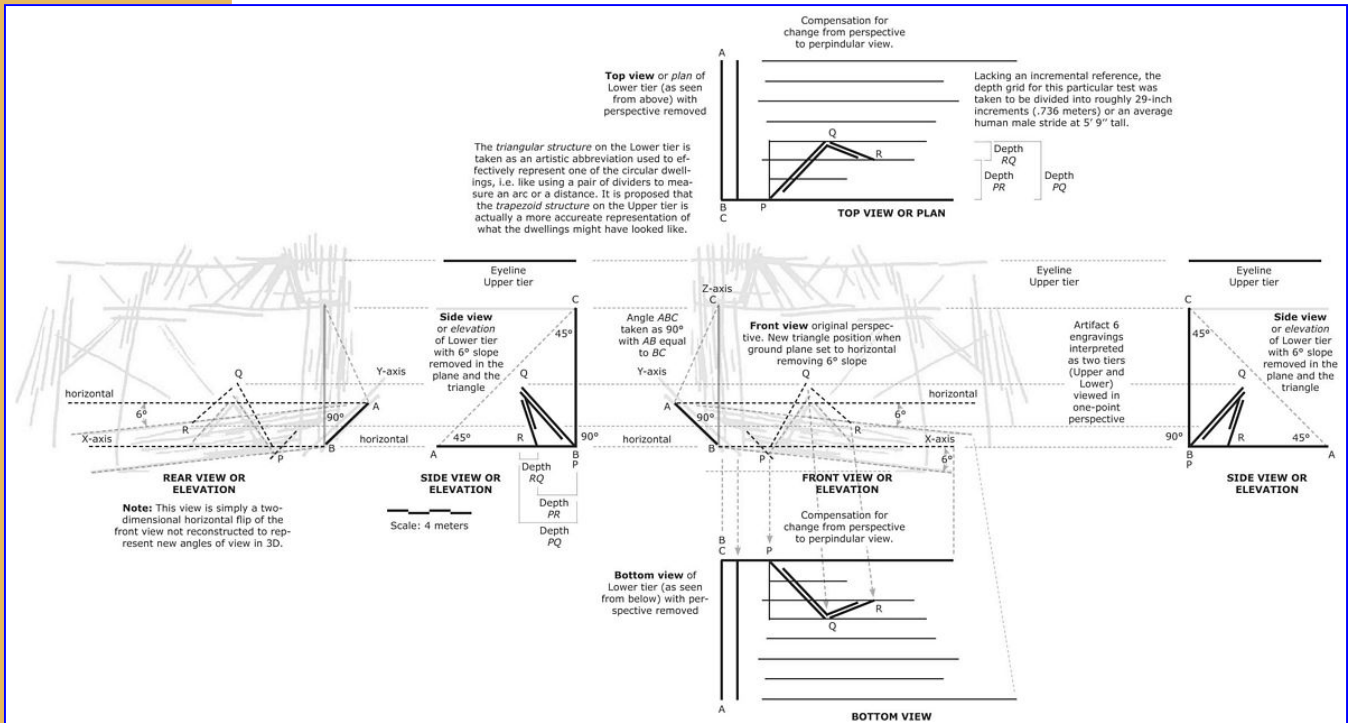 Compensation for
change from perspective
to perpindular view.
A
Top view or plan of
Lower tier (as seen
from above) with
perspective removed
Lacking an incremental reference, the
depth grid for this particular test was
taken to be divided into roughly 29-inch
increments (.736 meters) or an average
human male stride at 5' 9'' tall.
The triangular structure on the Lower tier is
taken as an artistic abbreviation used to ef-
fectively represent one of the circular dwell-
ings, i.e. like using a pair of dividers to mea-
sure an arc or a distance. It is proposed that
the trapezoid structure on the Upper tier is
actually a more accureate representation of
what the dwellings might have looked like.
Q
R
Depth
RQ
Depth
PR
Depth
PQ
B
C
P
TOP VIEW OR PLAN
Eyeline
Upper tier
Eyeline
Upper tier
Eyeline
Upper tier
Side view
or elevation
of Lower tier
with 6° slope
removed in the
plane and the
triangle
C
45°
Angle ABC
taken as 90°
with AB equal
to BC
Z-axis
C
Front view original perspec-
tive. New triangle position when
ground plane set to horizontal
removing 6° slope
Artifact 6
engravings
interpreted
as two tiers
(Upper and
Lower)
viewed in
one-point
perspective
C
45°
Side view
or elevation
of Lower tier
with 6° slope
removed in the
plane and the
triangle
horizontal
6°
X-axis
Q
R
P
Y-axis
A
90°
B
horizontal
Q
45°
R
90°
A
B
P
Y-axis
A
90°
horizontal
B
Q
R
P
horizontal
6°
X-axis
6°
Q
90°
R
45°
B
P
A
REAR VIEW OR
ELEVATION
Note: This view is simply a two-
dimensional horizontal flip of the
front view not reconstructed to rep-
resent new angles of view in 3D.
SIDE VIEW OR
ELEVATION
Depth
RQ
Depth
PR
Depth
PQ
Scale: 4 meters
FRONT VIEW OR
ELEVATION
SIDE VIEW OR
ELEVATION
Compensation for
change from perspective
to perpindular view.
B
C
P
Bottom view of
Lower tier (as seen
from below) with per-
spective removed
R
Q
A
BOTTOM VIEW